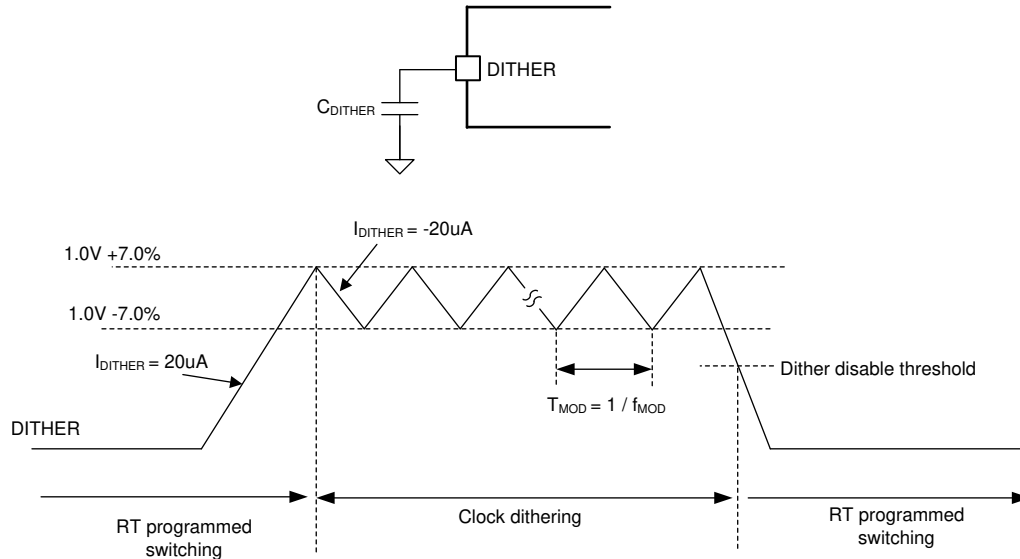 DITHER
CDITHER
IDITHER = -20uA
1.0V +7.0%
1.0V -7.0%
IDITHER = 20uA
Dither disable threshold
TMOD = 1 / fMOD
DITHER
RT programmed
switching
Clock dithering
RT programmed
switching